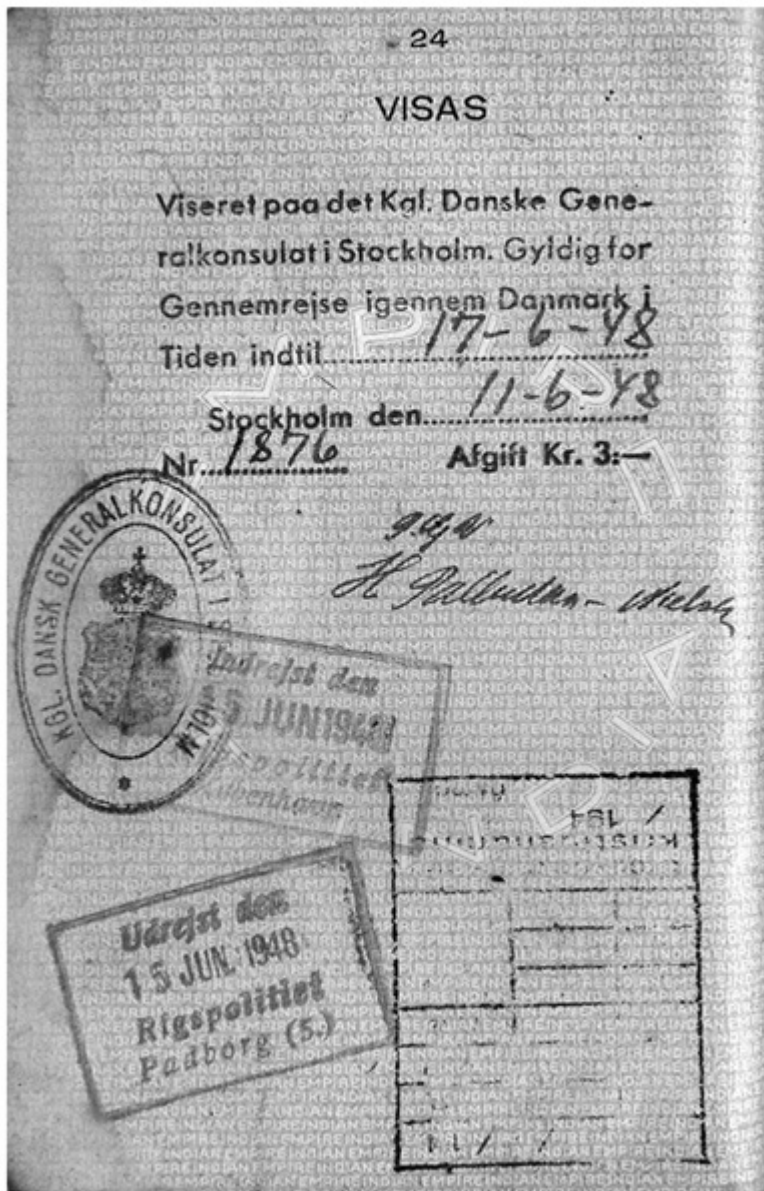 24
VISAS
Viseret paa det Kgl. Danske Gene-
ralkonsulat i Stockholm. Gyldig for
Gennemrejse igennem Danmark i
Tiden indtil 17-6-48
Stockholm den 11-6-48
Nr. 1876 Afgift Kr. 3:—
KGL. DANSK GENERALKONSULAT I
Indrejst den
5 JUN 1948
København
Udrejst den
15 JUN. 1948
Rigspolitiet
Padborg (S.)
194